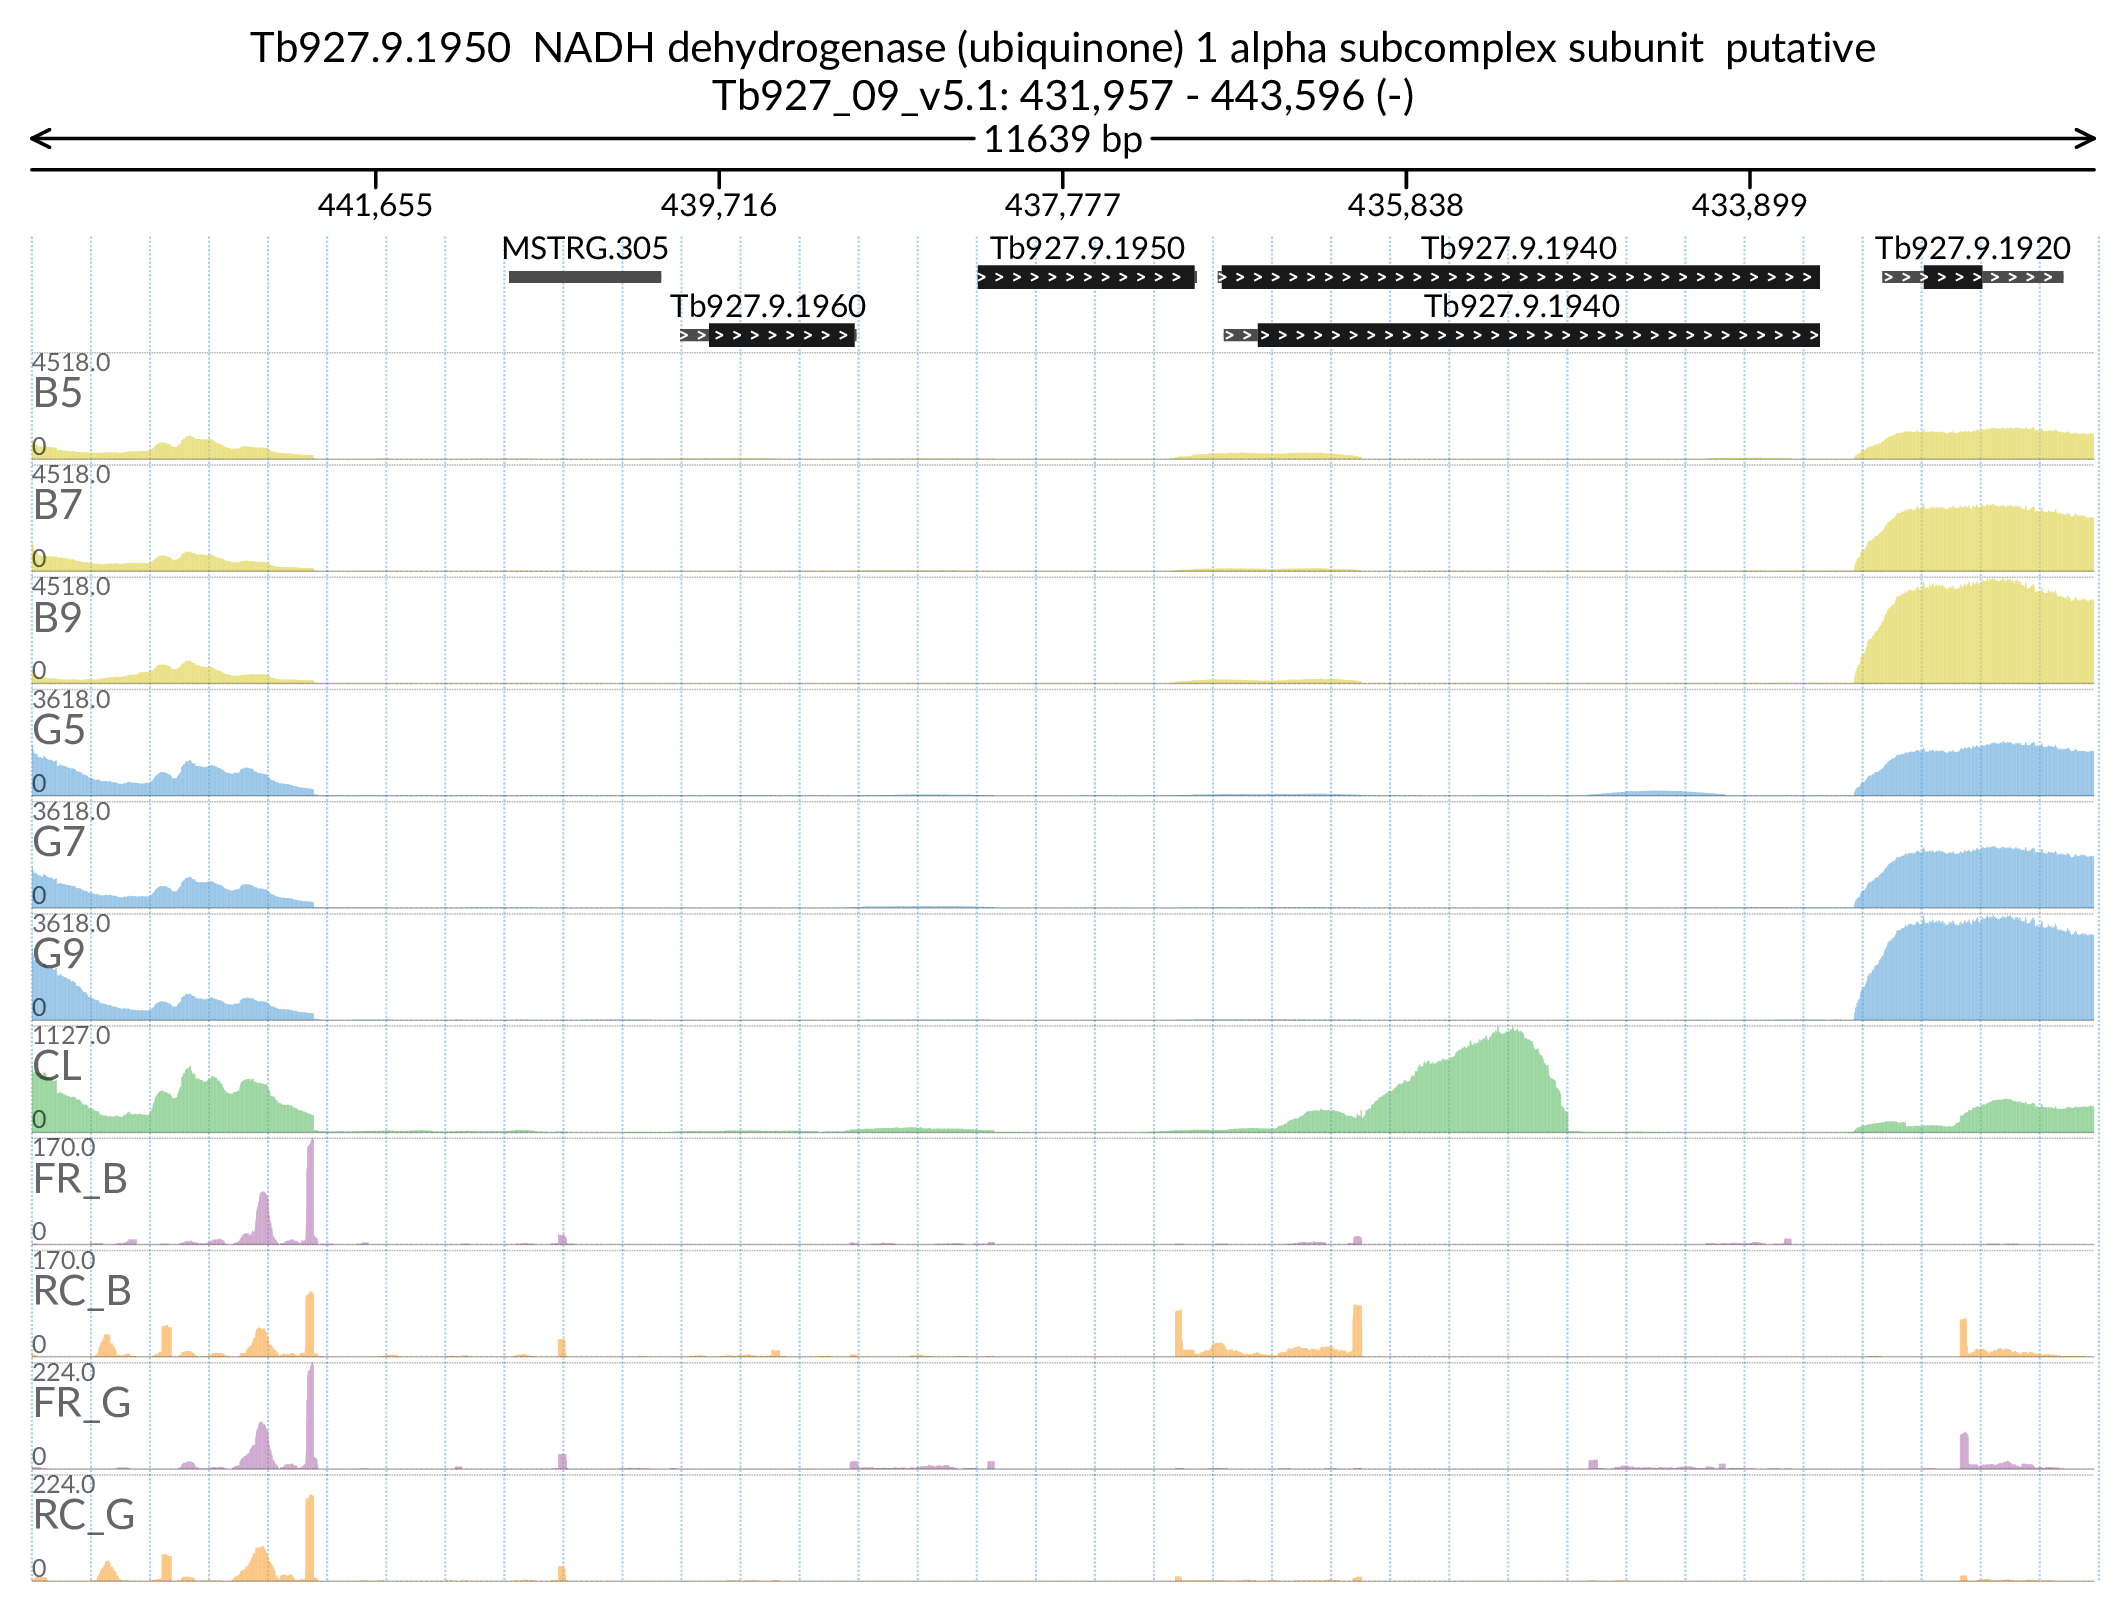 Tb927.9.1950  NADH dehydrogenase (ubiquinone) 1 alpha subcomplex subunit  putative
Tb927_09_v5.1: 431,957 - 443,596 (-)
11639 bp
441,655 439,716 437,777 435,838 433,899
MSTRG.305 Tb927.9.1950 Tb927.9.1940 Tb927.9.1920
Tb927.9.1960 Tb927.9.1940
4518.0
B5
0
4518.0
B7
0
4518.0
B9
0
3618.0
G5
0
3618.0
G7
0
3618.0
G9
0
1127.0
CL
0
170.0
FR_B
0
170.0
RC_B
0
224.0
FR_G
0
224.0
RC_G
0